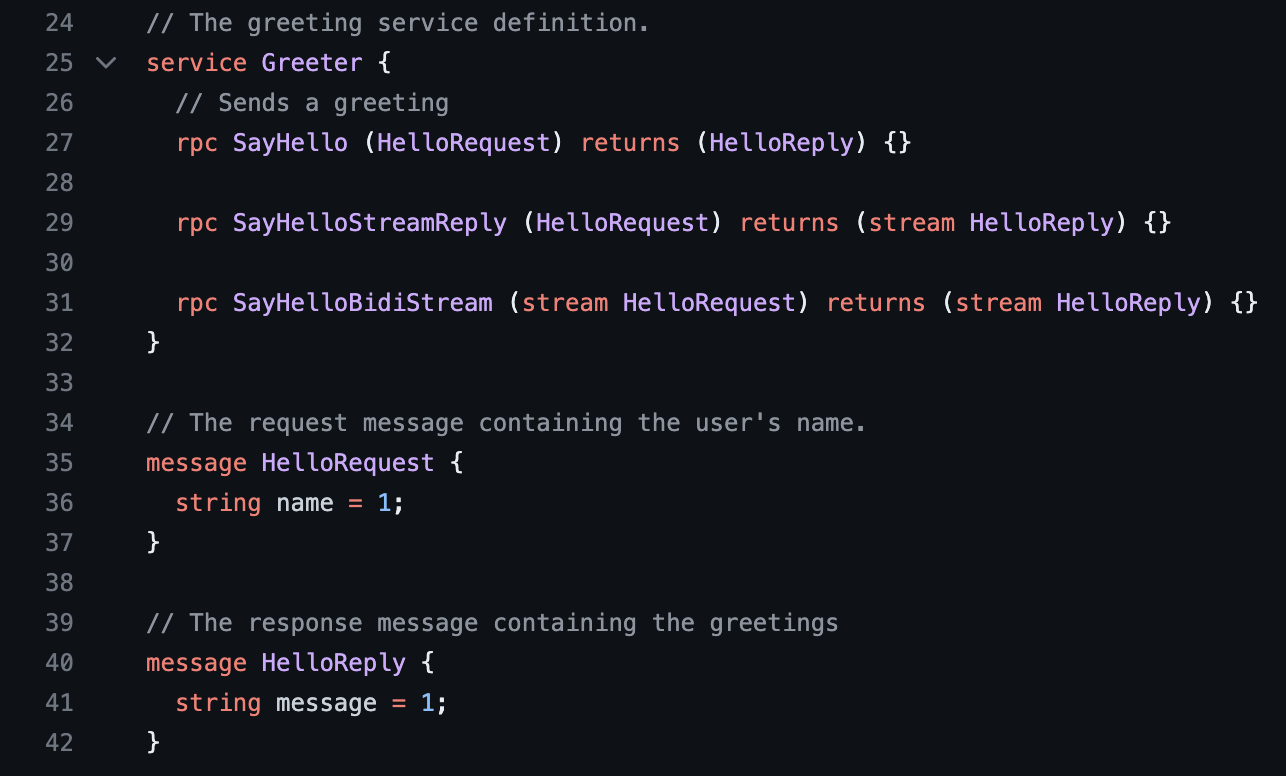 24 // The greeting service definition.
25 service Greeter {
26   // Sends a greeting
27   rpc SayHello (HelloRequest) returns (HelloReply) {}
28
29   rpc SayHelloStreamReply (HelloRequest) returns (stream HelloReply) {}
30
31   rpc SayHelloBidiStream (stream HelloRequest) returns (stream HelloReply) {}
32 }
33
34 // The request message containing the user's name.
35 message HelloRequest {
36   string name = 1;
37 }
38
39 // The response message containing the greetings
40 message HelloReply {
41   string message = 1;
42 }